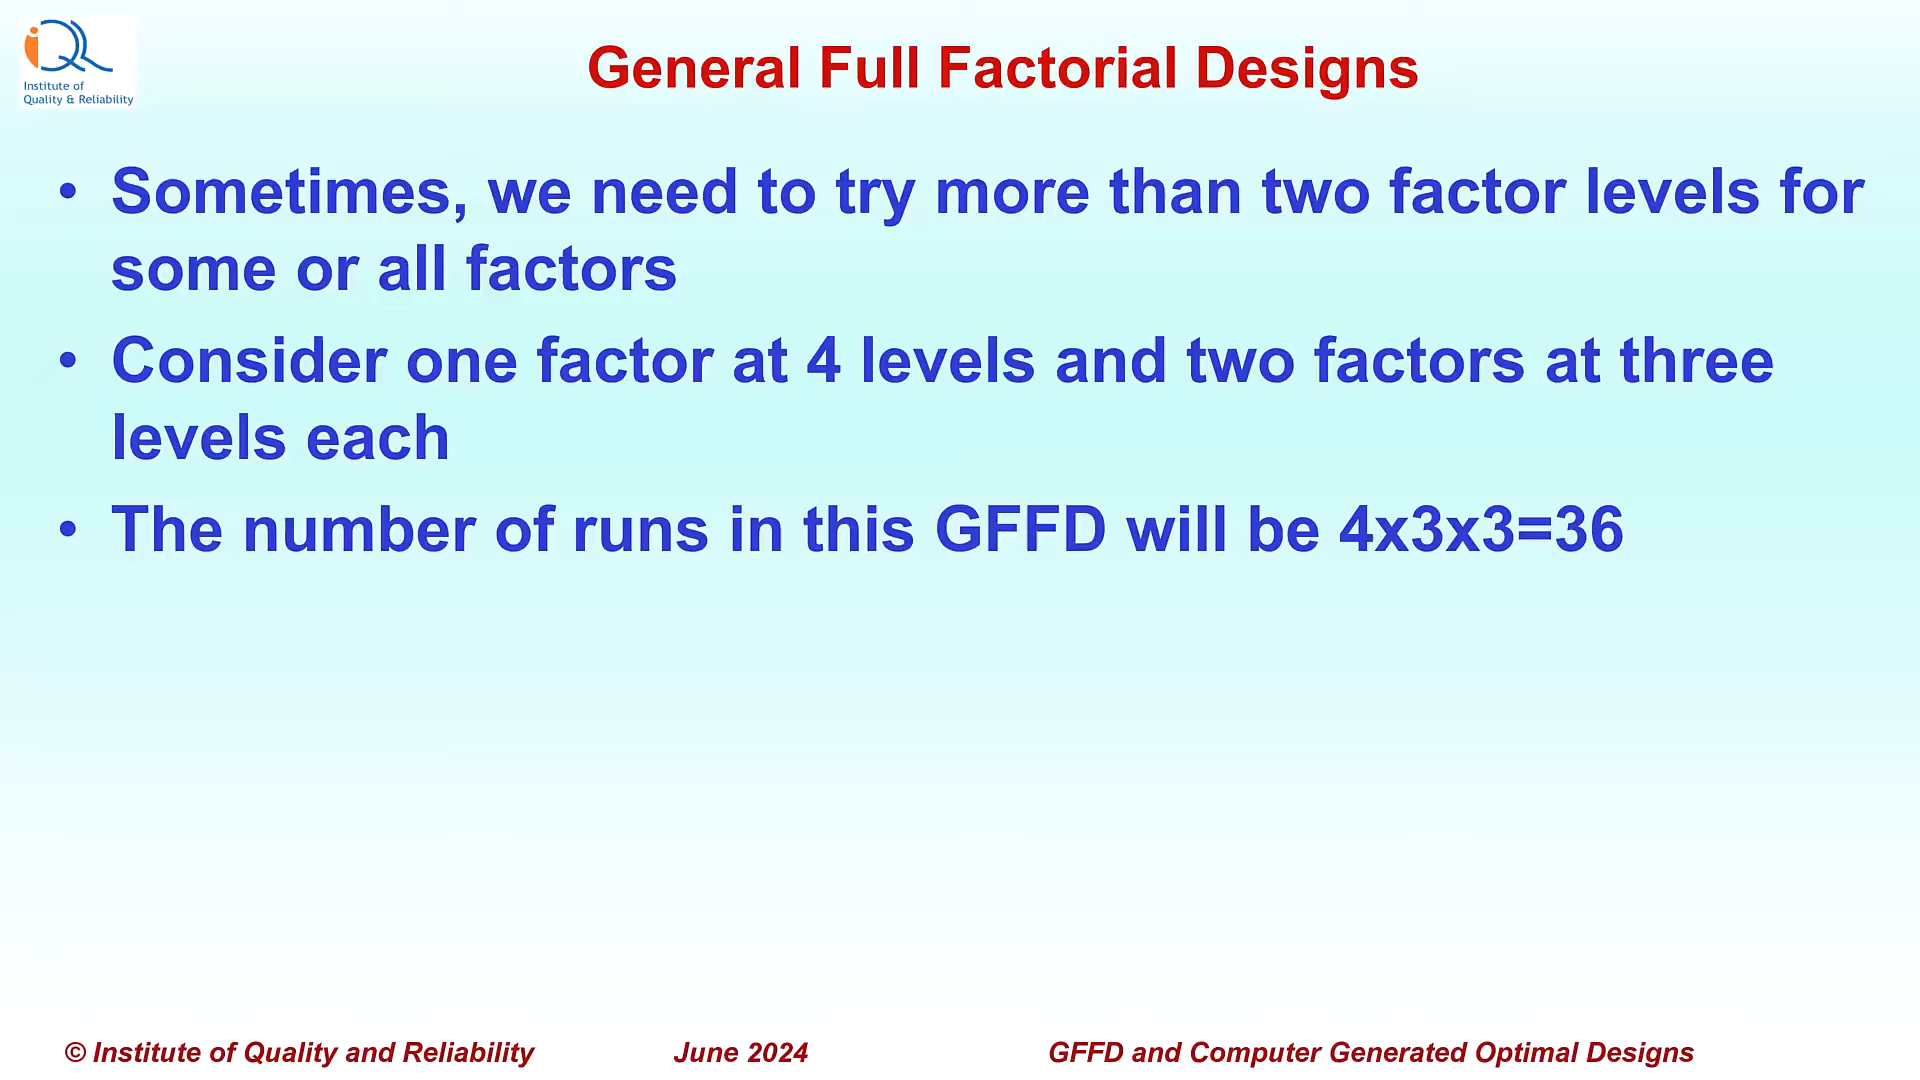 iQR
Institute of
Quality & Reliability
General Full Factorial Designs
• Sometimes, we need to try more than two factor levels for
some or all factors
• Consider one factor at 4 levels and two factors at three
levels each
• The number of runs in this GFFD will be 4x3x3=36
© Institute of Quality and Reliability June 2024 GFFD and Computer Generated Optimal Designs